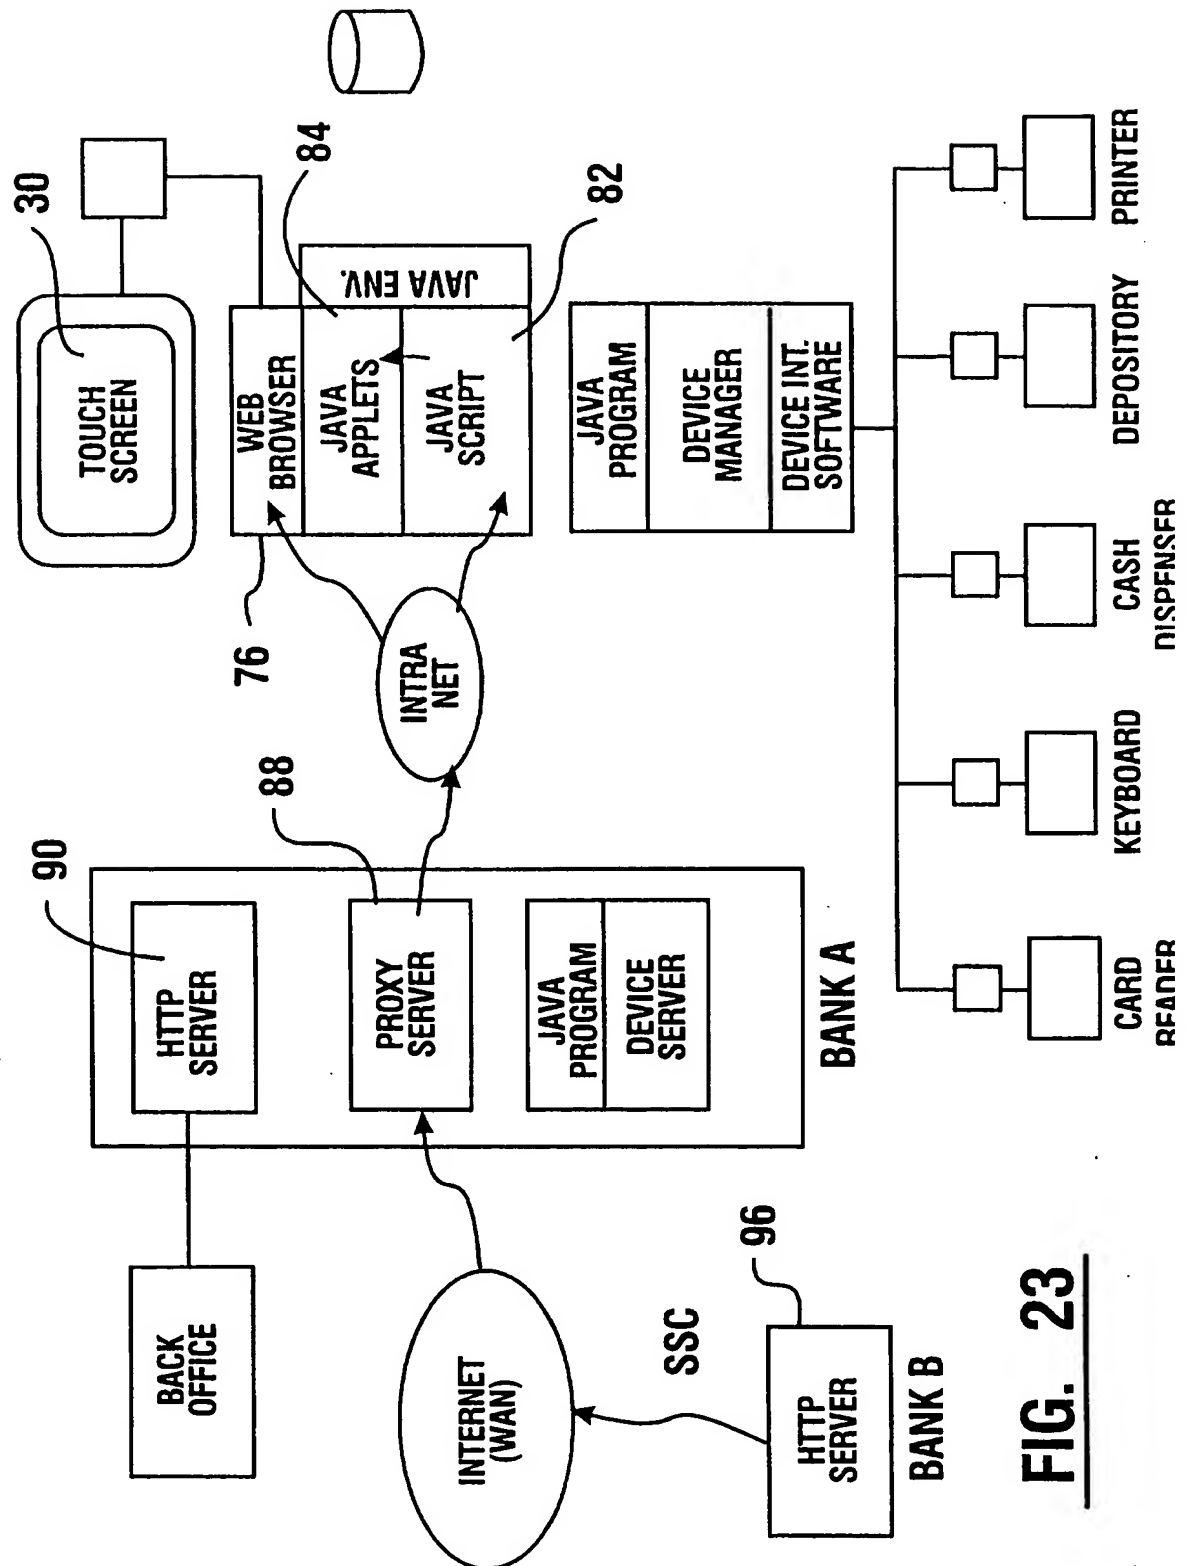 30
TOUCH
SCREEN
84
WEB
BROWSER
JAVA
APPLETS
JAVA
SCRIPT
JAVA ENV.
82
76
INTRA
NET
JAVA
PROGRAM
DEVICE
MANAGER
DEVICE INT.
SOFTWARE
90
HTTP
SERVER
88
PROXY
SERVER
JAVA
PROGRAM
DEVICE
SERVER
BANK A
BACK
OFFICE
INTERNET
(WAN)
SSC
96
HTTP
SERVER
BANK B
CARD
READER
KEYBOARD
CASH
DISPENSER
DEPOSITORY
PRINTER
FIG. 23